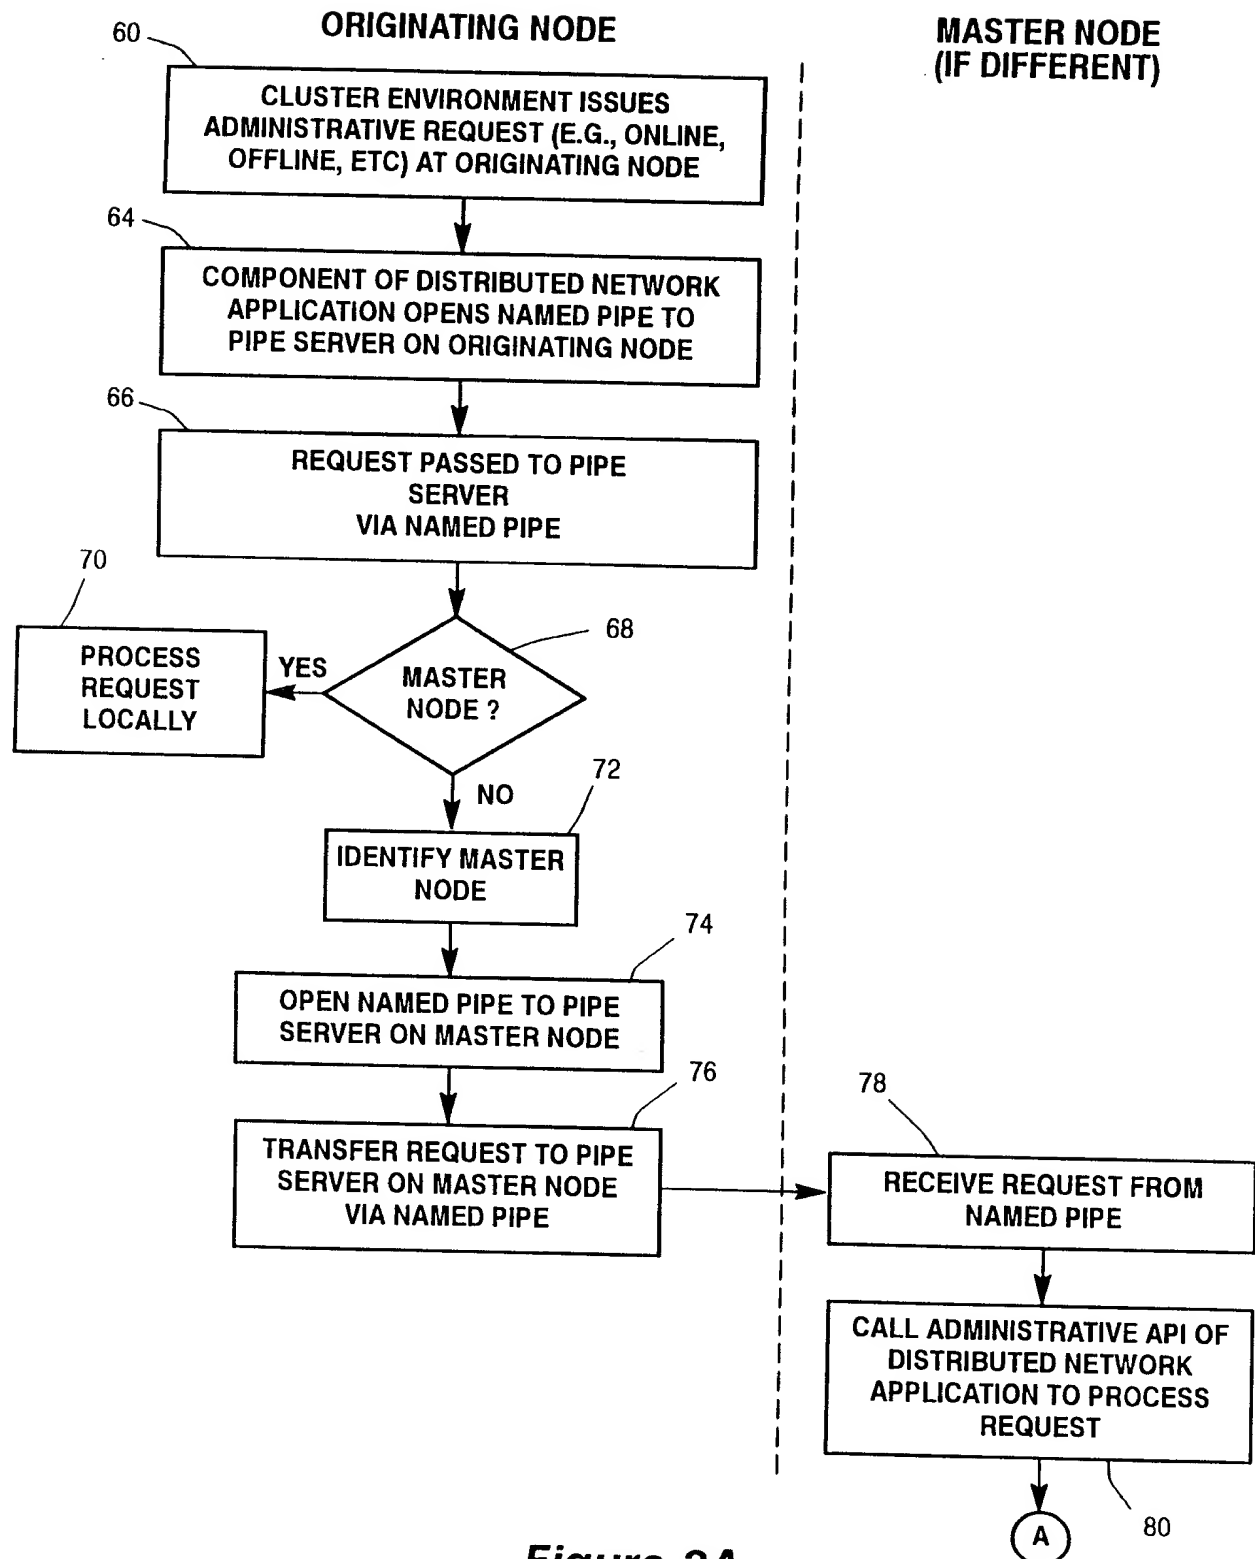 ORIGINATING NODE
MASTER NODE
(IF DIFFERENT)
60
CLUSTER ENVIRONMENT ISSUES
ADMINISTRATIVE REQUEST (E.G., ONLINE,
OFFLINE, ETC) AT ORIGINATING NODE
64
COMPONENT OF DISTRIBUTED NETWORK
APPLICATION OPENS NAMED PIPE TO
PIPE SERVER ON ORIGINATING NODE
66
REQUEST PASSED TO PIPE
SERVER
VIA NAMED PIPE
70
PROCESS
REQUEST
LOCALLY
YES
68
MASTER
NODE ?
NO
72
IDENTIFY MASTER
NODE
74
OPEN NAMED PIPE TO PIPE
SERVER ON MASTER NODE
76
TRANSFER REQUEST TO PIPE
SERVER ON MASTER NODE
VIA NAMED PIPE
78
RECEIVE REQUEST FROM
NAMED PIPE
CALL ADMINISTRATIVE API OF
DISTRIBUTED NETWORK
APPLICATION TO PROCESS
REQUEST
80
A